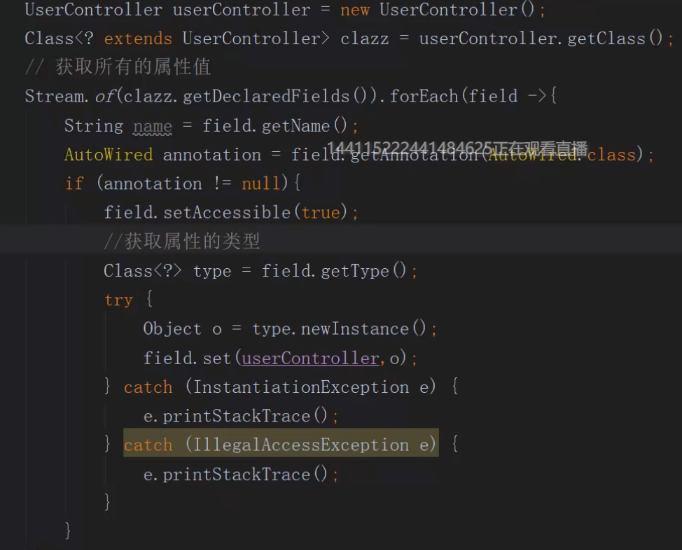 UserController userController = new UserController();
Class<? extends UserController> clazz = userController.getClass();
// 获取所有的属性值
Stream.of(clazz.getDeclaredFields()).forEach(field ->{
String name = field.getName();
144115222441484625正在观看直播
AutoWired annotation = field.getAnnotation(AutoWired.class);
if (annotation != null){
field.setAccessible(true);
//获取属性的类型
Class<?> type = field.getType();
try {
Object o = type.newInstance();
field.set(userController,o);
} catch (InstantiationException e) {
e.printStackTrace();
} catch (IllegalAccessException e) {
e.printStackTrace();
}
}